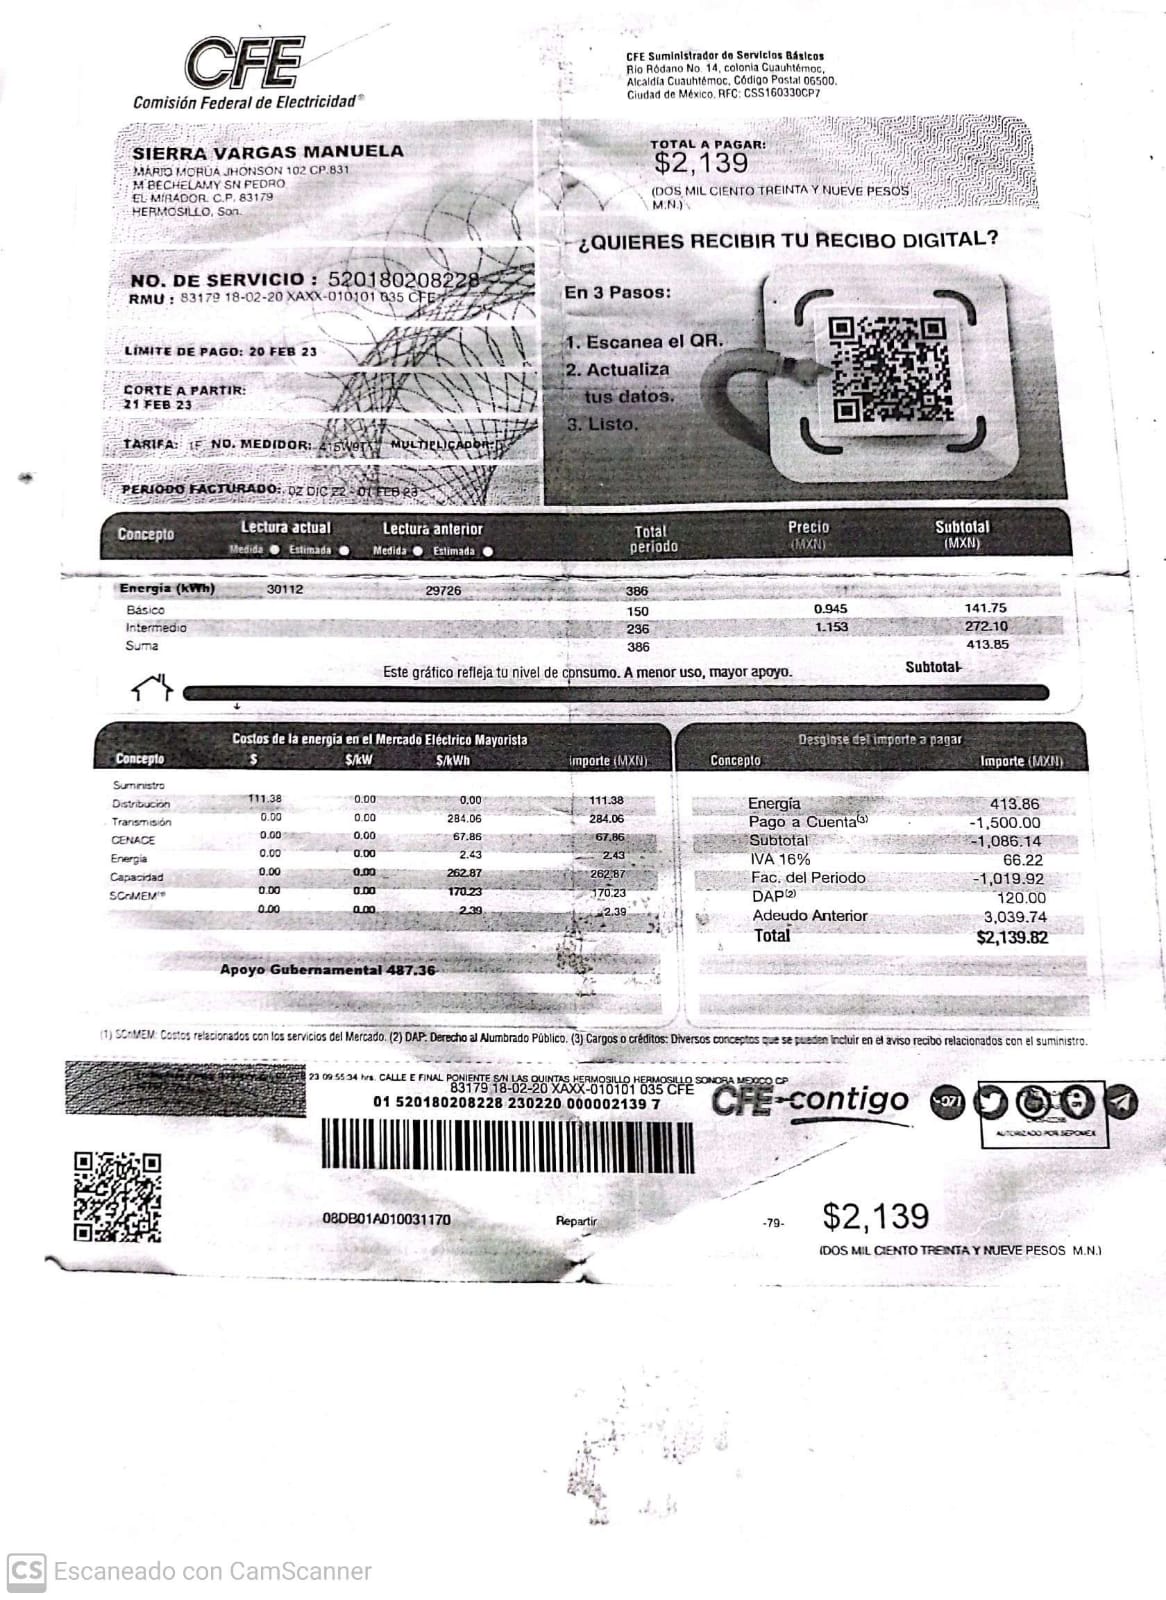 CFE
Comisión Federal de Electricidad®
CFE Suministrador de Servicios Básicos
Río Ródano No. 14, colonia Cuauhtémoc,
Alcaldía Cuauhtémoc, Código Postal 06500,
Ciudad de México, RFC: CSS160330CP7
SIERRA VARGAS MANUELA
MARIO MORUA JHONSON 102 CP.831
M BECHELAMY SN PEDRO
EL MIRADOR. C.P. 83179
HERMOSILLO, Son.
TOTAL A PAGAR:
$2,139
(DOS MIL CIENTO TREINTA Y NUEVE PESOS
M.N.)
NO. DE SERVICIO : 520180208228
RMU : 83179 18-02-20 XAXX-010101 035 CFE
LIMITE DE PAGO: 20 FEB 23
CORTE A PARTIR:
21 FEB 23
TARIFA: 1F NO. MEDIDOR: MULTIPLICADOR:
PERIODO FACTURADO: 02 DIC 22 - 01 FEB 23
¿QUIERES RECIBIR TU RECIBO DIGITAL?
En 3 Pasos:
1. Escanea el QR.
2. Actualiza
tus datos.
3. Listo.
Concepto Lectura actual Lectura anterior Total periodo Precio (MXN) Subtotal (MXN)
Medida Estimada Medida Estimada
Energía (kWh) 30112 29726 386
Básico 150 0.945 141.75
Intermedio 236 1.153 272.10
Suma 386 413.85
Este gráfico refleja tu nivel de consumo. A menor uso, mayor apoyo. Subtotal
Costos de la energía en el Mercado Eléctrico Mayorista
Concepto $ $/kW $/kWh importe (MXN)
Suministro 111.38 0.00 0.00 111.38
Distribución 0.00 0.00 284.06 284.06
Transmisión 0.00 0.00 67.86 67.86
CENACE 0.00 0.00 2.43 2.43
Energía 0.00 0.00 262.87 262.87
Capacidad 0.00 0.00 170.23 170.23
SCnMEM 0.00 0.00 2.39 2.39
Apoyo Gubernamental 487.36
Desglose del importe a pagar
Concepto Importe (MXN)
Energía 413.86
Pago a Cuenta(3) -1,500.00
Subtotal -1,086.14
IVA 16% 66.22
Fac. del Periodo -1,019.92
DAP(2) 120.00
Adeudo Anterior 3,039.74
Total $2,139.82
(1) SCnMEM: Costos relacionados con los servicios del Mercado. (2) DAP: Derecho al Alumbrado Público. (3) Cargos o créditos: Diversos conceptos que se pueden incluir en el aviso recibo relacionados con el suministro.
23 09:55:34 hrs. CALLE E FINAL PONIENTE S/N LAS QUINTAS HERMOSILLO HERMOSILLO SONORA MEXICO CP
83179 18-02-20 XAXX-010101 035 CFE
01 520180208228 230220 000002139 7
CFE-contigo
071
AUTORIZADO POR SEPOMEX
08DB01A010031170
Repartir
-79-
$2,139
(DOS MIL CIENTO TREINTA Y NUEVE PESOS M.N.)
CS Escaneado con CamScanner